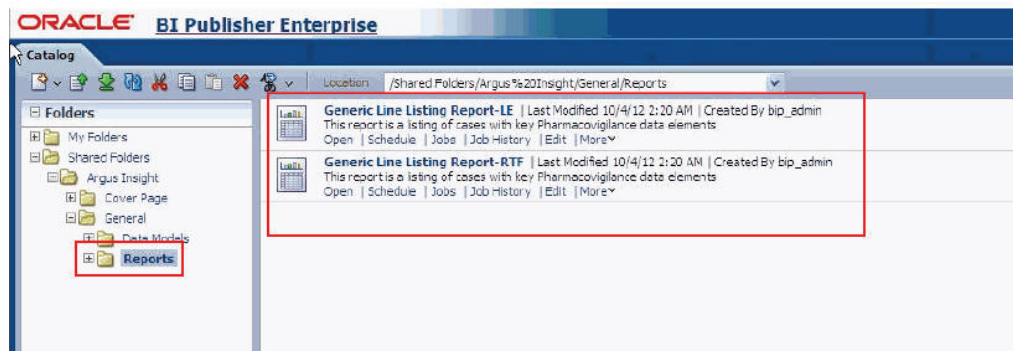 ORACLE BI Publisher Enterprise
Catalog
Location /Shared Folders/Argus%20Insight/General/Reports
Folders
My Folders
Shared Folders
Argus Insight
Cover Page
General
Data Models
Reports
Generic Line Listing Report-LE | Last Modified 10/4/12 2:20 AM | Created By bip_admin
This report is a listing of cases with key Pharmacovigilance data elements
Open | Schedule | Jobs | Job History | Edit | More
Generic Line Listing Report-RTF | Last Modified 10/4/12 2:20 AM | Created By bip_admin
This report is a listing of cases with key Pharmacovigilance data elements
Open | Schedule | Jobs | Job History | Edit | More